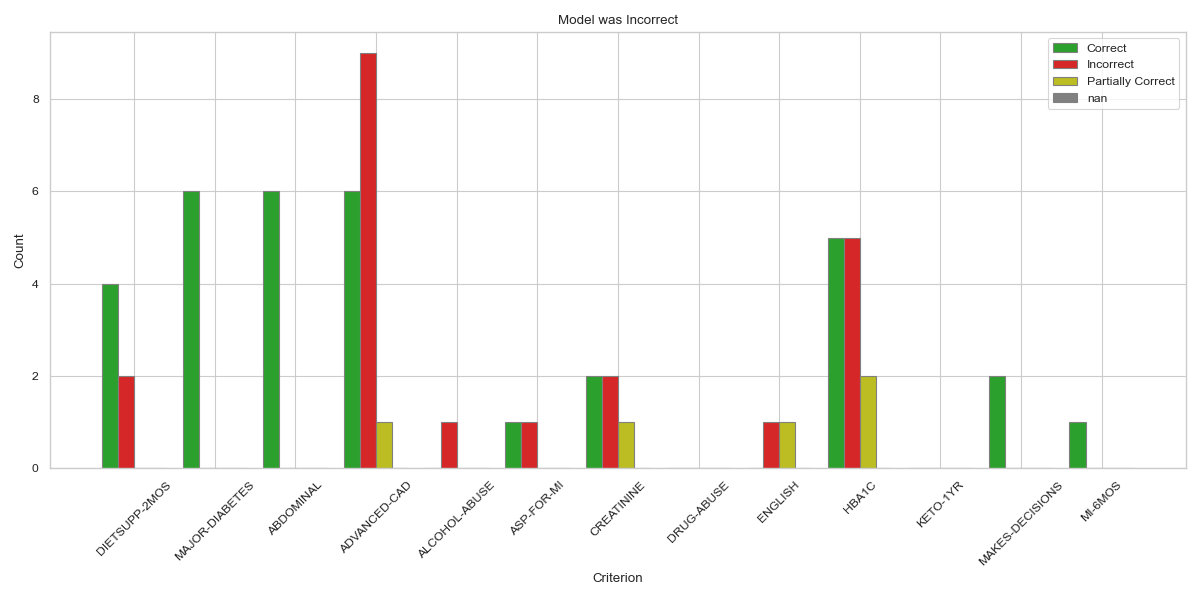 Model was Incorrect
Correct
Incorrect
Partially Correct
nan
Count
8
6
4
2
0
DIETSUPP-2MOS
MAJOR-DIABETES
ABDOMINAL
ADVANCED-CAD
ALCOHOL-ABUSE
ASP-FOR-MI
CREATININE
DRUG-ABUSE
ENGLISH
HBA1C
KETO-1YR
MAKES-DECISIONS
MI-6MOS
Criterion